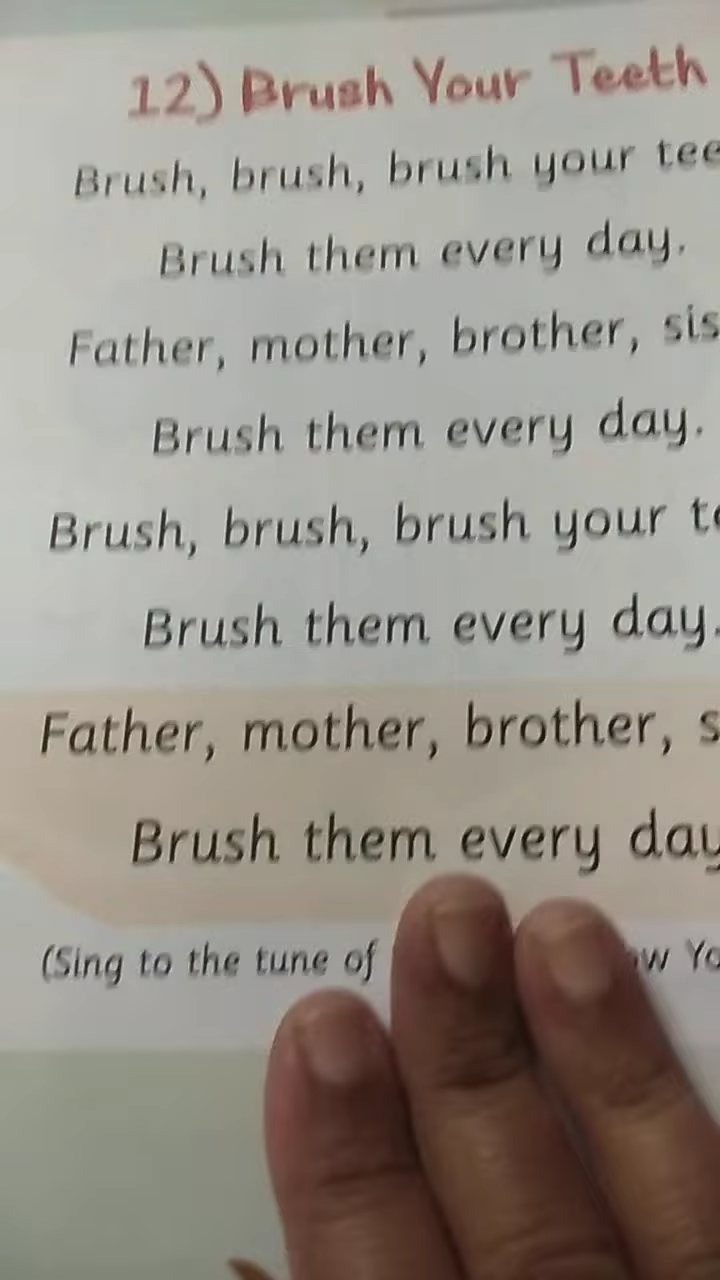 12) Brush Your Teeth
Brush, brush, brush your tee
Brush them every day.
Father, mother, brother, sis
Brush them every day.
Brush, brush, brush your te
Brush them every day.
Father, mother, brother, s
Brush them every day
(Sing to the tune of